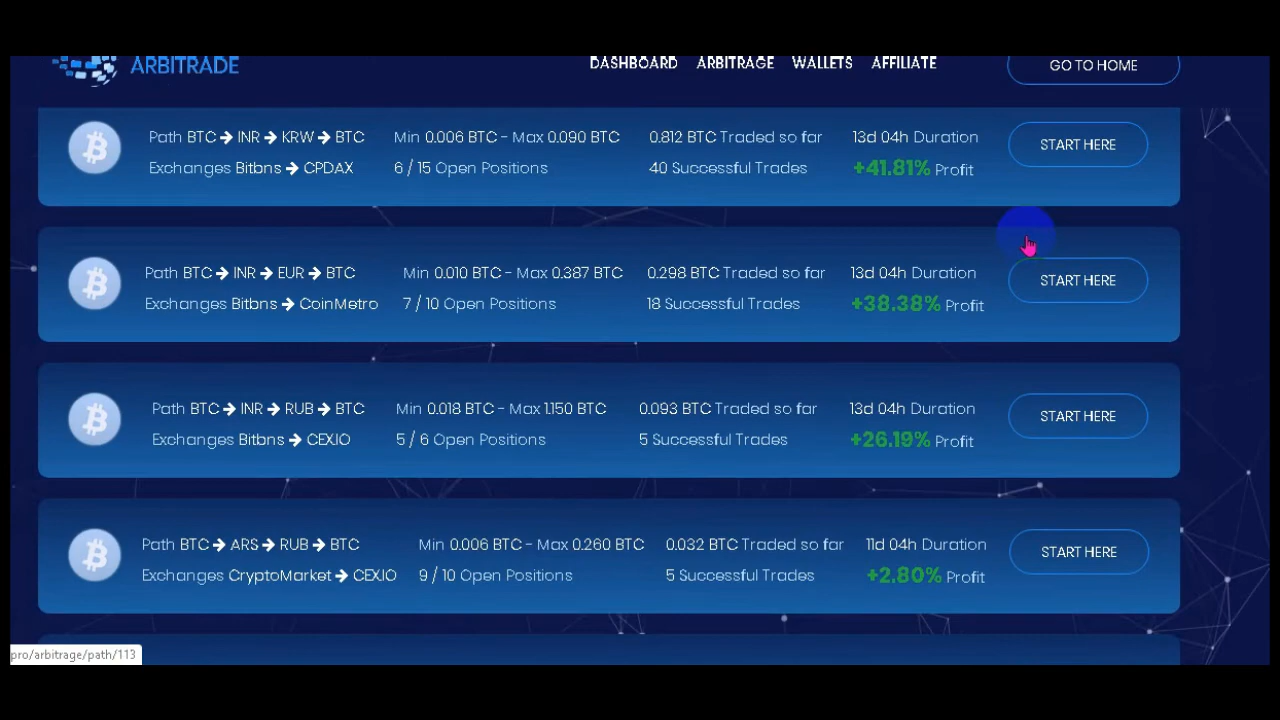 ARBITRADE
DASHBOARD ARBITRAGE WALLETS AFFILIATE GO TO HOME
Path BTC → INR → KRW → BTC Min 0.006 BTC - Max 0.090 BTC 0.812 BTC Traded so far 13d 04h Duration START HERE
Exchanges Bitbns → CPDAX 6 / 15 Open Positions 40 Successful Trades +41.81% Profit
Path BTC → INR → EUR → BTC Min 0.010 BTC - Max 0.387 BTC 0.298 BTC Traded so far 13d 04h Duration START HERE
Exchanges Bitbns → CoinMetro 7 / 10 Open Positions 18 Successful Trades +38.38% Profit
Path BTC → INR → RUB → BTC Min 0.018 BTC - Max 1.150 BTC 0.093 BTC Traded so far 13d 04h Duration START HERE
Exchanges Bitbns → CEX.IO 5 / 6 Open Positions 5 Successful Trades +26.19% Profit
Path BTC → ARS → RUB → BTC Min 0.006 BTC - Max 0.260 BTC 0.032 BTC Traded so far 11d 04h Duration START HERE
Exchanges CryptoMarket → CEX.IO 9 / 10 Open Positions 5 Successful Trades +2.80% Profit
pro/arbitrage/path/113